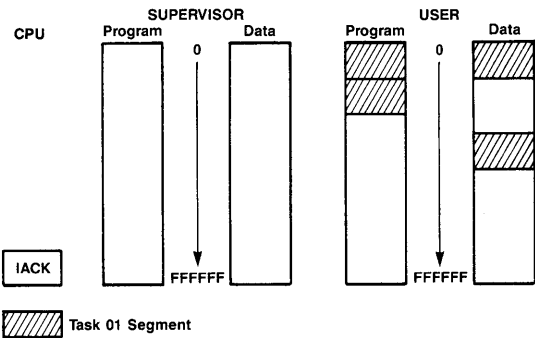 SUPERVISOR USER
CPU Program Data Program Data
0 0
IACK FFFFFF FFFFFF
Task 01 Segment